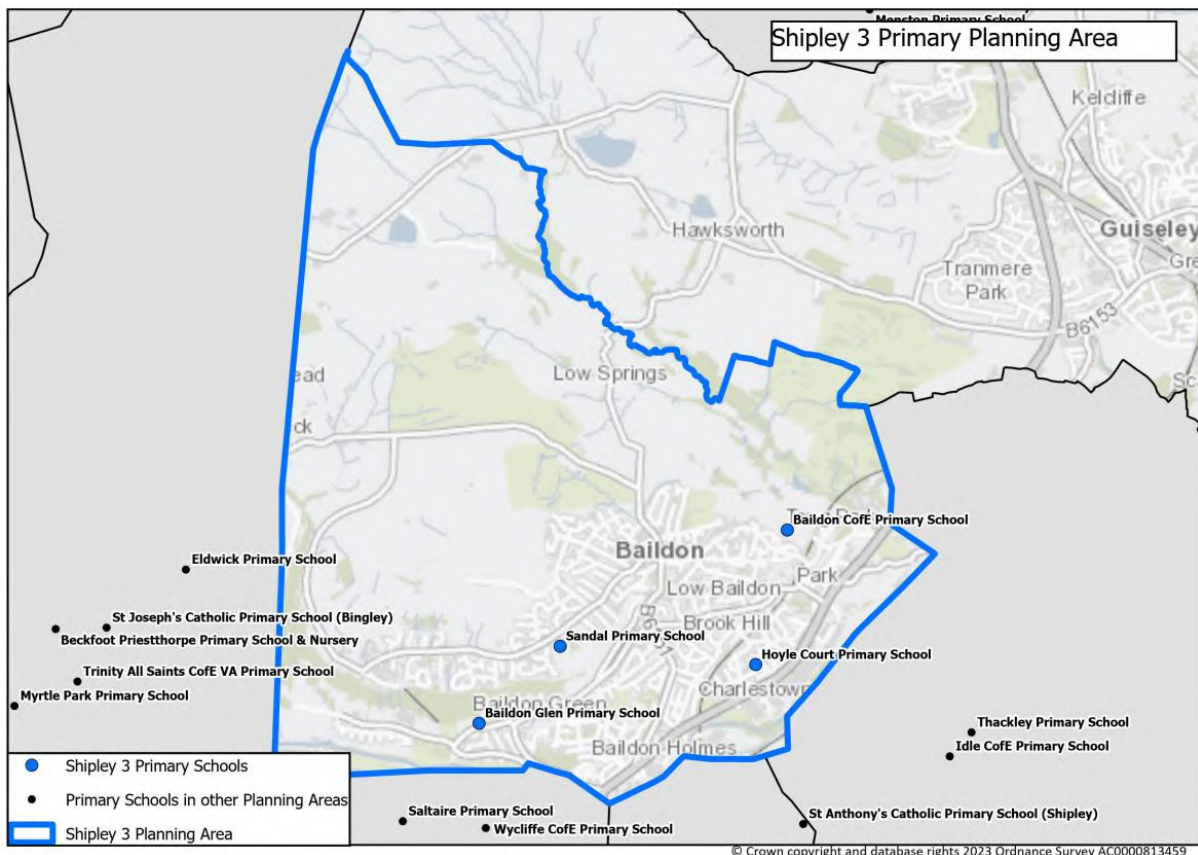 Menston Primary School
Shipley 3 Primary Planning Area
Keldiffe
Hawksworth
Guiseley
Gre
Tranmere
Park
B6153
Sc
Low Springs
ead
ck
Baildon CofE Primary School
Baildon
Eldwick Primary School
Low Baildon
Park
St Joseph's Catholic Primary School (Bingley)
Brook Hill
B6151
Beckfoot Priestthorpe Primary School & Nursery
Sandal Primary School
Hoyle Court Primary School
Trinity All Saints CofE VA Primary School
Charlestown
Myrtle Park Primary School
Baildon Green
Baildon Glen Primary School
Thackley Primary School
Baildon Holmes
Idle CofE Primary School
Shipley 3 Primary Schools
Primary Schools in other Planning Areas
Shipley 3 Planning Area
Saltaire Primary School
Wycliffe CofE Primary School
St Anthony's Catholic Primary School (Shipley)
© Crown copyright and database rights 2023 Ordnance Survey AC0000813459